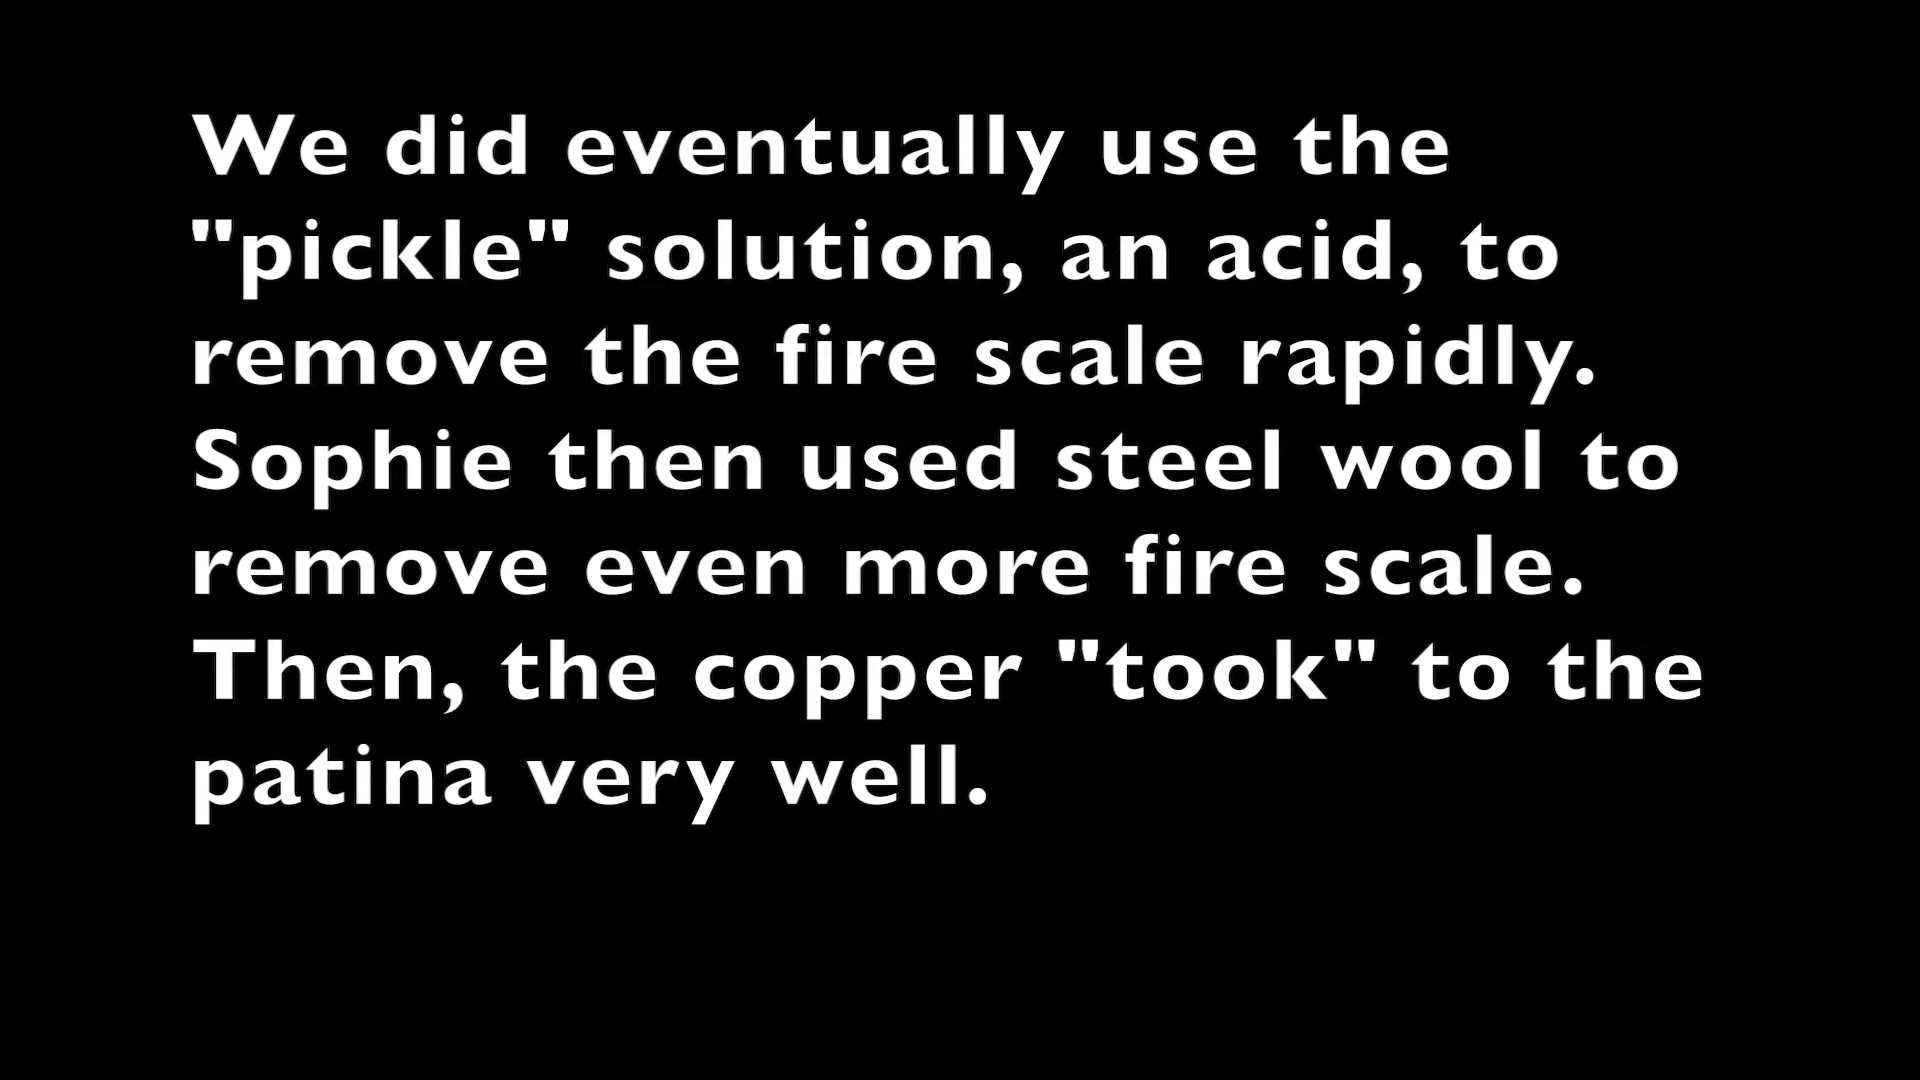 We did eventually use the
"pickle" solution, an acid, to
remove the fire scale rapidly.
Sophie then used steel wool to
remove even more fire scale.
Then, the copper "took" to the
patina very well.